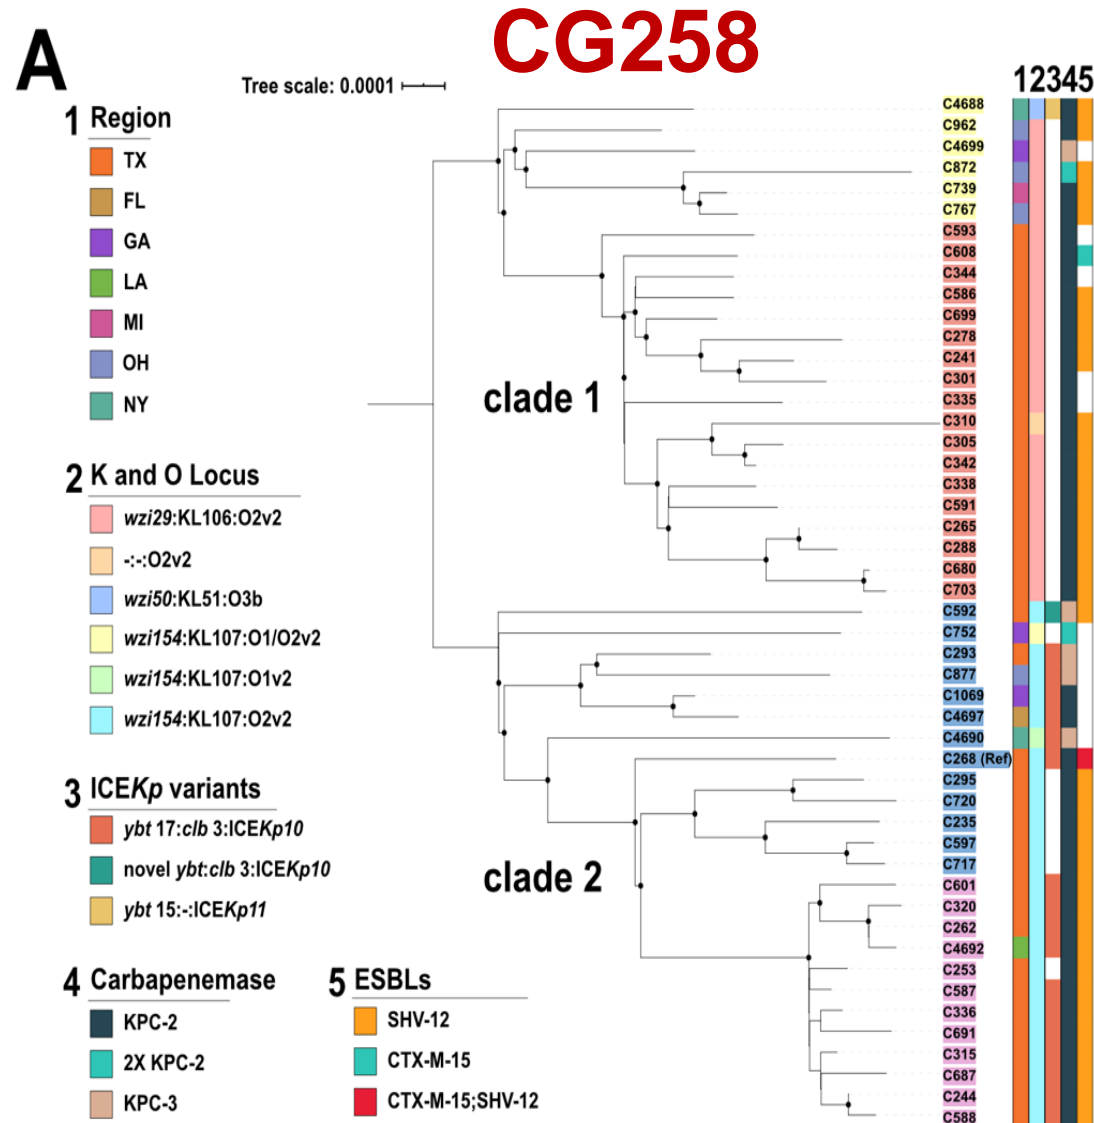 CG258
A
Tree scale: 0.0001
12345
1 Region
TX
FL
GA
LA
MI
OH
NY
2 K and O Locus
wzi29:KL106:O2v2
-:-:O2v2
wzi50:KL51:O3b
wzi154:KL107:O1/O2v2
wzi154:KL107:O1v2
wzi154:KL107:O2v2
3 ICEKp variants
ybt 17:clb 3:ICEKp10
novel ybt:clb 3:ICEKp10
ybt 15:-:ICEKp11
4 Carbapenemase
KPC-2
2X KPC-2
KPC-3
5 ESBLs
SHV-12
CTX-M-15
CTX-M-15;SHV-12
clade 1
clade 2
C4688
C962
C4699
C872
C739
C767
C593
C608
C344
C586
C699
C278
C241
C301
C335
C310
C305
C342
C338
C591
C265
C288
C680
C703
C592
C752
C293
C877
C1069
C4697
C4690
C268 (Ref)
C295
C720
C235
C597
C717
C601
C320
C262
C4692
C253
C587
C336
C691
C315
C687
C244
C588